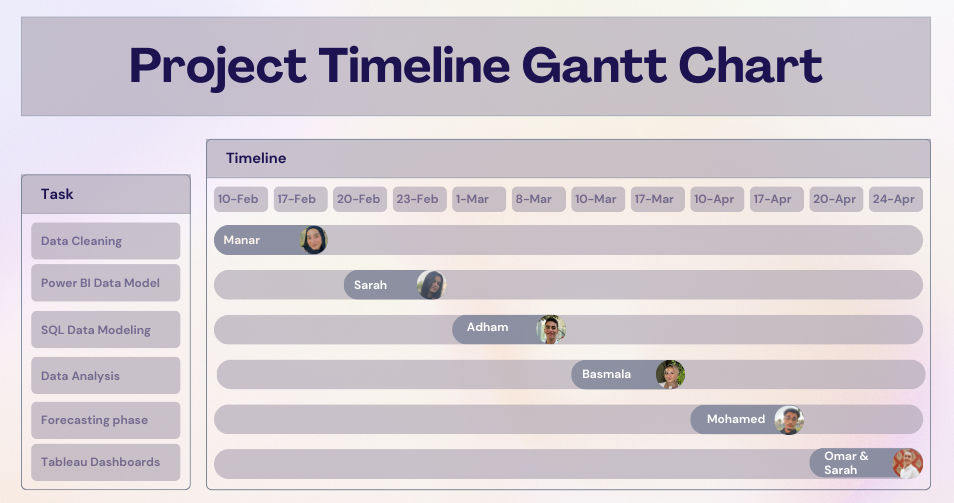 Project Timeline Gantt Chart
Timeline
Task
10-Feb 17-Feb 20-Feb 23-Feb 1-Mar 8-Mar 10-Mar 17-Mar 10-Apr 17-Apr 20-Apr 24-Apr
Data Cleaning
Manar
Power BI Data Model
Sarah
SQL Data Modeling
Adham
Data Analysis
Basmala
Forecasting phase
Mohamed
Tableau Dashboards
Omar &
Sarah